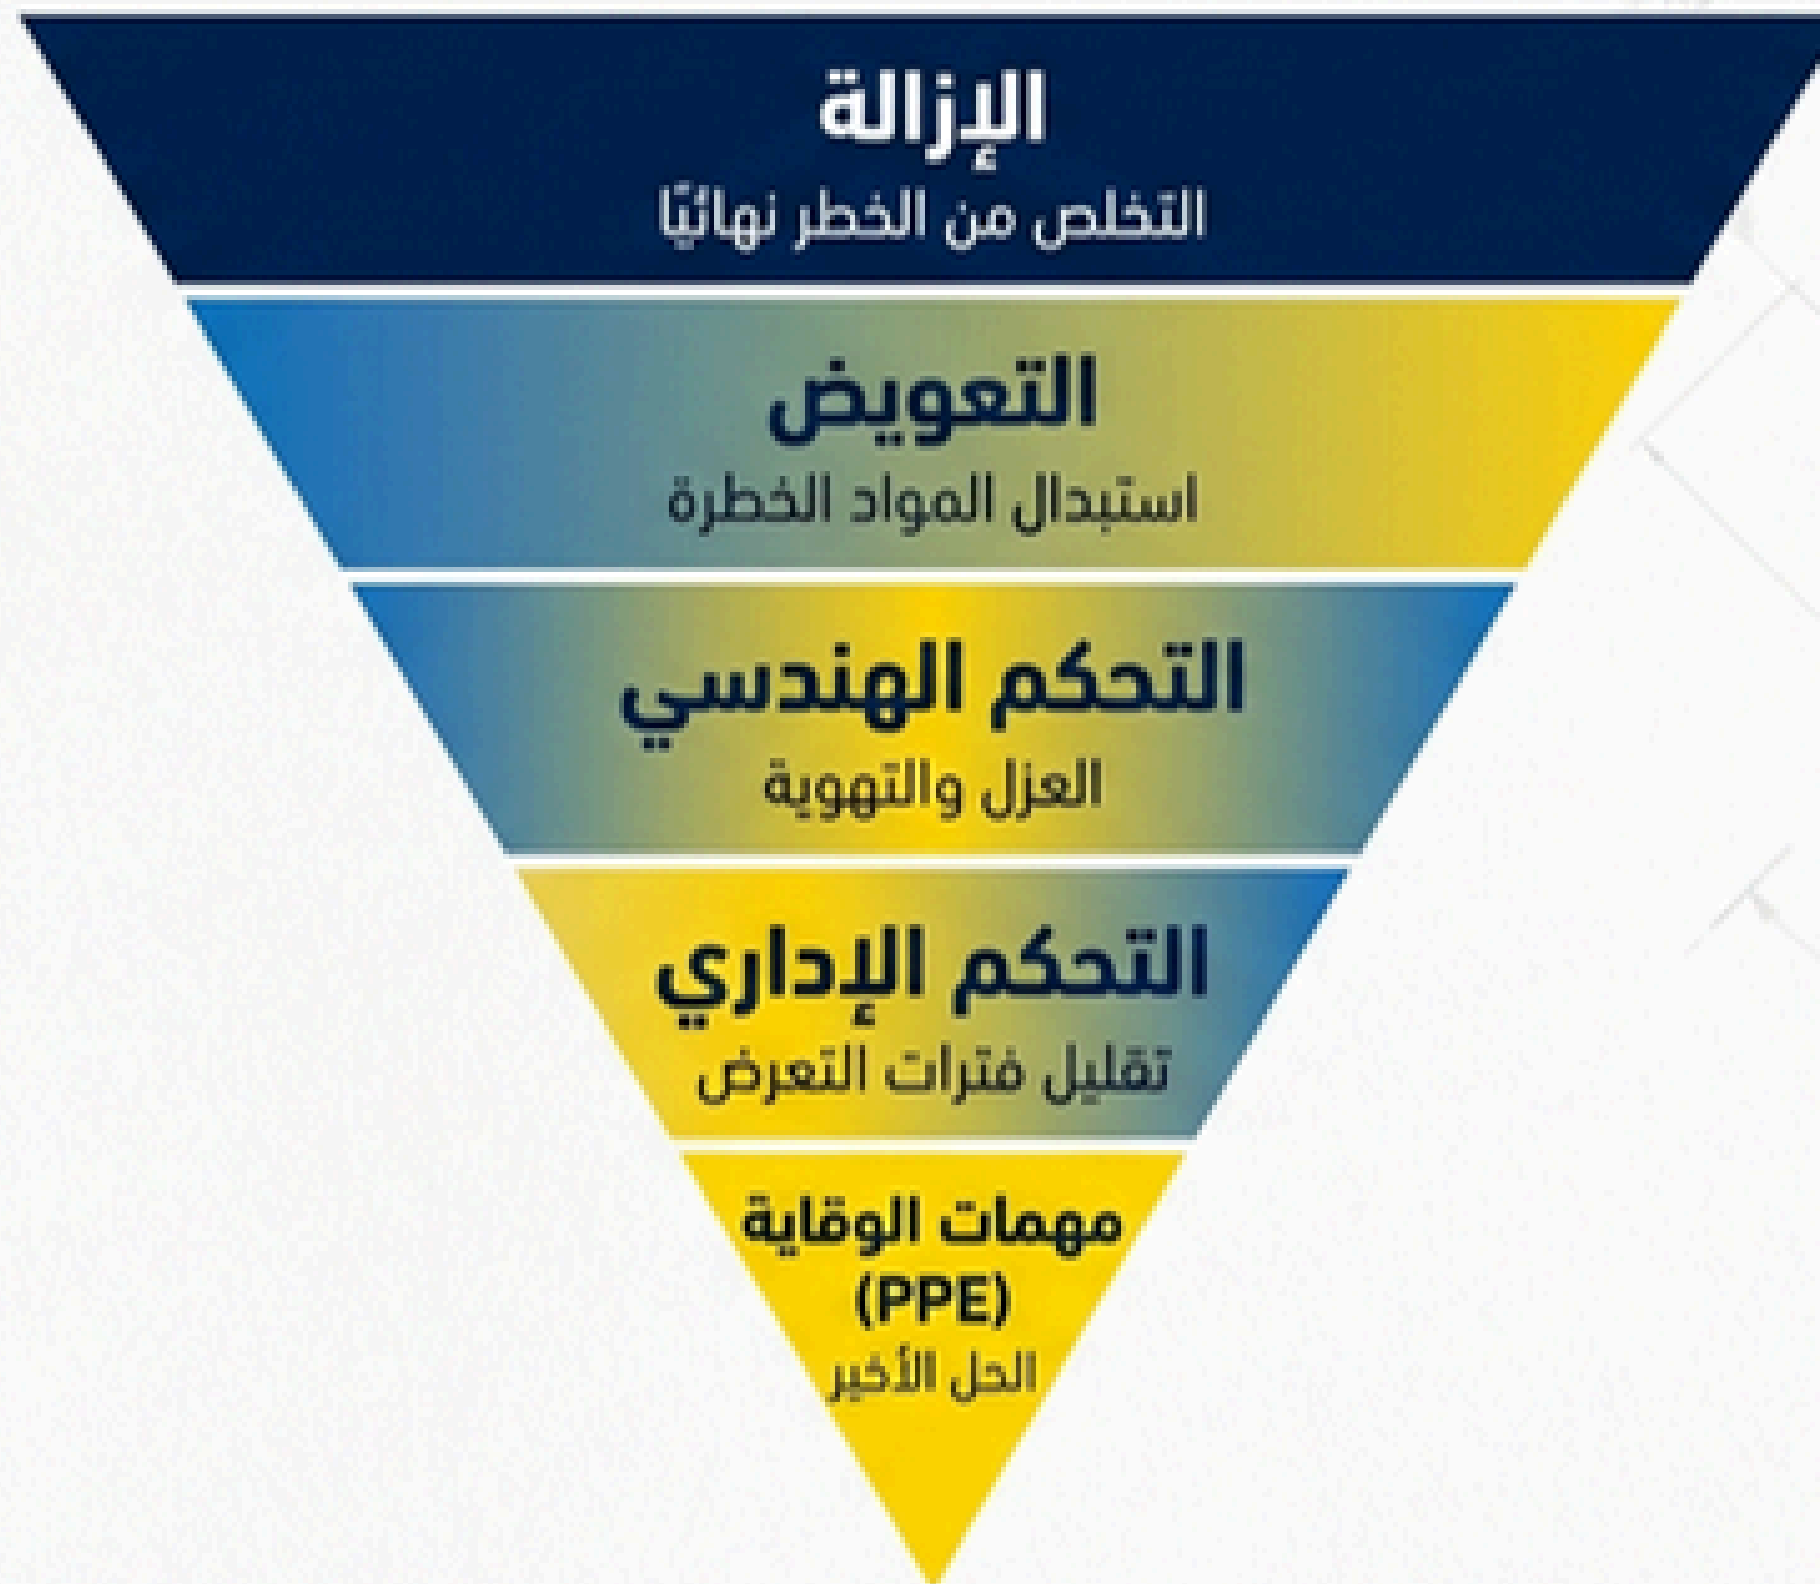 الإزالة
التخلص من الخطر نهائيًا
التعويض
استبدال المواد الخطرة
التحكم الهندسي
العزل والتهوية
التحكم الإداري
تقليل فترات التعرض
مهمات الوقاية
(PPE)
الحل الأخير